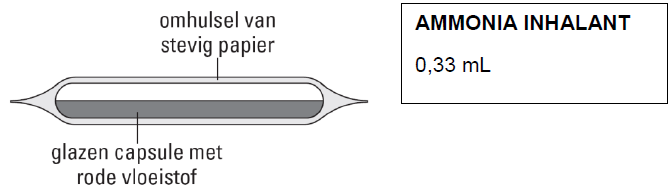 omhulsel van
stevig papier
glazen capsule met
rode vloeistof
AMMONIA INHALANT
0,33 mL